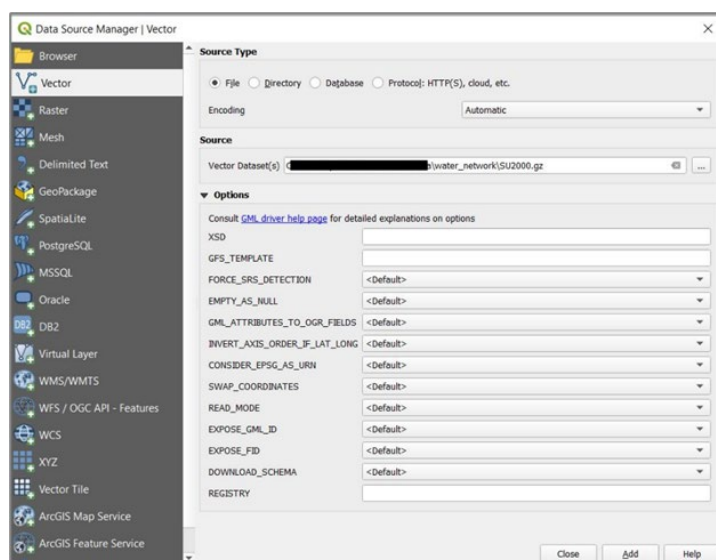 Data Source Manager | Vector
Browser
Vector
Raster
Mesh
Delimited Text
GeoPackage
SpatiaLite
PostgreSQL
MSSQL
Oracle
DB2
Virtual Layer
WMS/WMTS
WFS / OGC API - Features
WCS
XYZ
Vector Tile
ArcGIS Map Service
ArcGIS Feature Service
Source Type
File Directory Database Protocol: HTTP(S), cloud, etc.
Encoding Automatic
Source
Vector Dataset(s) C a\water_network\SU2000.gz ...
Options
Consult GML driver help page for detailed explanations on options
XSD
GFS_TEMPLATE
FORCE_SRS_DETECTION <Default>
EMPTY_AS_NULL <Default>
GML_ATTRIBUTES_TO_OGR_FIELDS <Default>
INVERT_AXIS_ORDER_IF_LAT_LONG <Default>
CONSIDER_EPSG_AS_URN <Default>
SWAP_COORDINATES <Default>
READ_MODE <Default>
EXPOSE_GML_ID <Default>
EXPOSE_FID <Default>
DOWNLOAD_SCHEMA <Default>
REGISTRY
Close Add Help